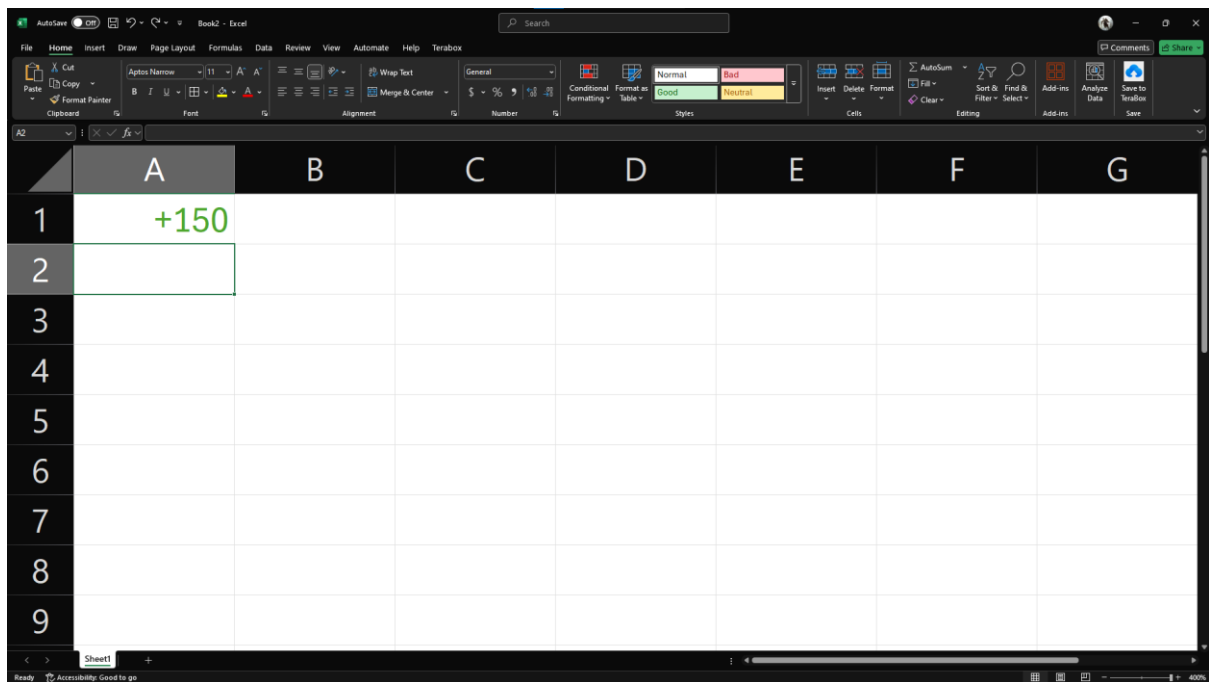 AutoSave Off Book2 - Excel Search
File Home Insert Draw Page Layout Formulas Data Review View Automate Help Terabox Comments Share
Paste Cut Copy Format Painter Clipboard
Aptos Narrow 11 A A B I U A Font
Wrap Text Merge & Center Alignment
General $ % 9 Number
Conditional Formatting Format as Table Normal Bad Good Neutral Styles
Insert Delete Format Cells
AutoSum Fill Clear Sort & Filter Find & Select Editing
Add-ins Add-ins
Analyze Data
Save to TeraBox Save
A2 fx
A B C D E F G
1 +150
2
3
4
5
6
7
8
9
Sheet1 +
Ready Accessibility: Good to go 400%